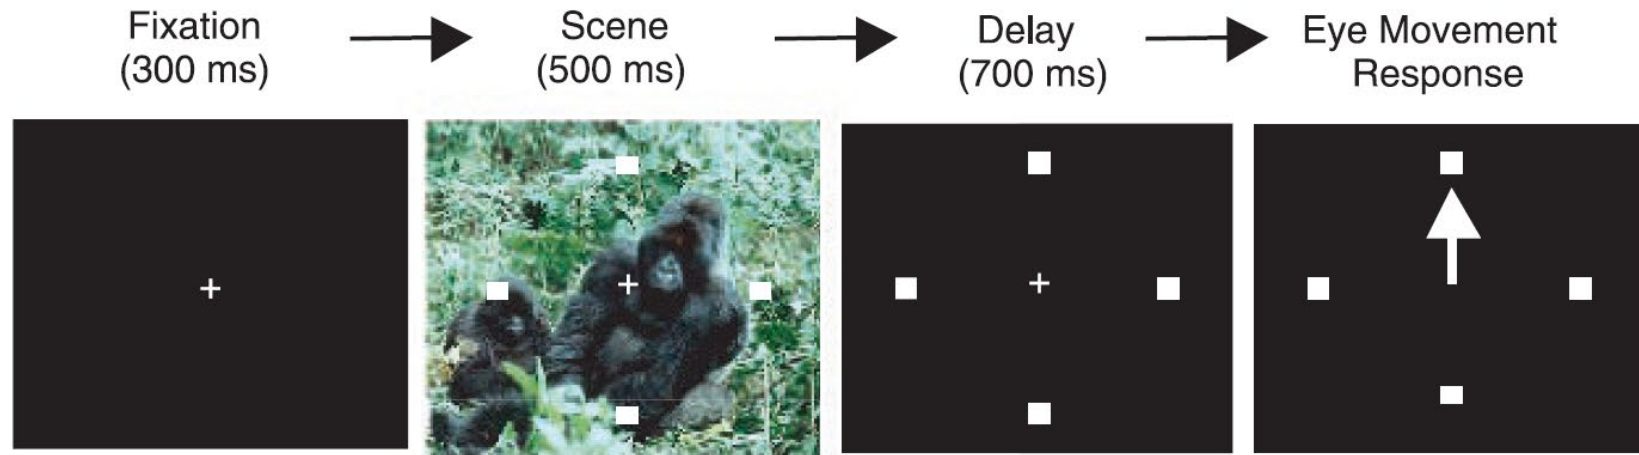 Fixation
(300 ms)
Scene
(500 ms)
Delay
(700 ms)
Eye Movement
Response